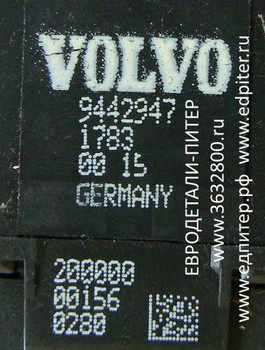 VOLVO
9442947
1783
00 15
GERMANY
200000
00156
0280
ЕВРОДЕТАЛИ-ПИТЕР
www.3632800.ru
www.едпитер.рф www.edpiter.ru